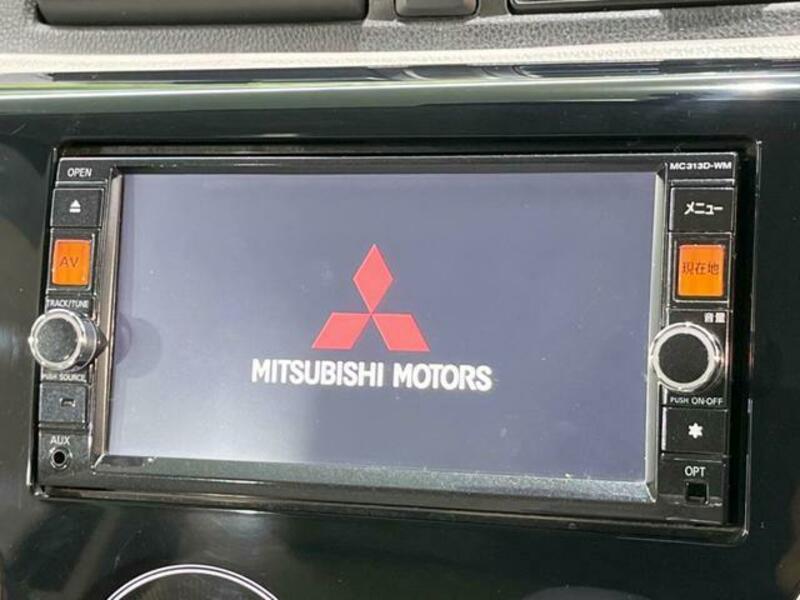 OPEN
AV
TRACK/TUNE
PUSH SOURCE
AUX
MITSUBISHI MOTORS
MC313D-WM
メニュー
現在地
音量
PUSH ON-OFF
OPT